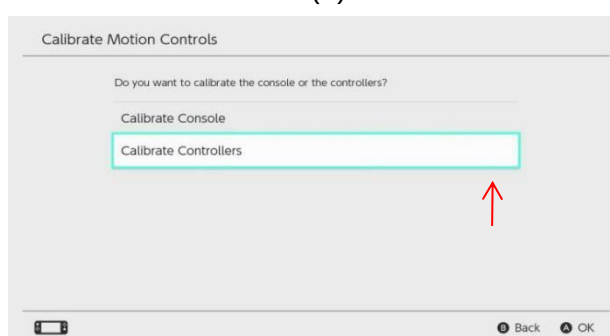 Calibrate Motion Controls
Do you want to calibrate the console or the controllers?
Calibrate Console
Calibrate Controllers
B Back A OK